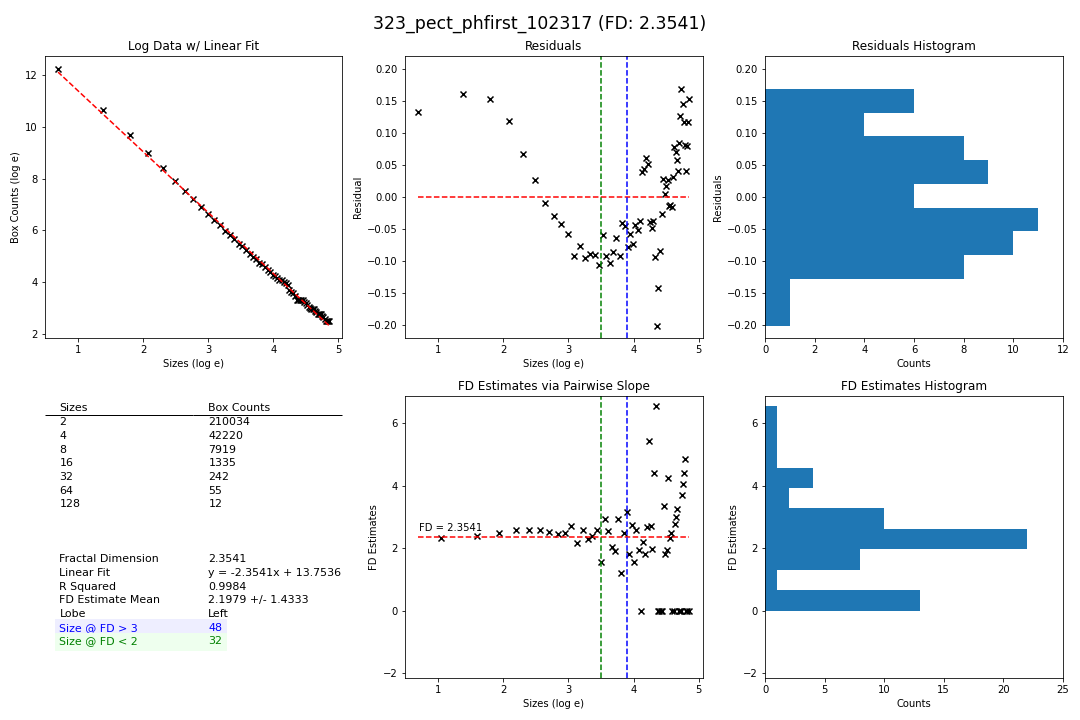 323_pect_phfirst_102317 (FD: 2.3541)
Log Data w/ Linear Fit
Box Counts (log e)
12
10
8
6
4
2
1 2 3 4 5
Sizes (log e)
Residuals
Residual
0.20
0.15
0.10
0.05
0.00
−0.05
−0.10
−0.15
−0.20
1 2 3 4 5
Sizes (log e)
Residuals Histogram
Residuals
0.20
0.15
0.10
0.05
0.00
−0.05
−0.10
−0.15
−0.20
0 2 4 6 8 10 12
Counts
Sizes Box Counts
2 210034
4 42220
8 7919
16 1335
32 242
64 55
128 12
Fractal Dimension 2.3541
Linear Fit y = -2.3541x + 13.7536
R Squared 0.9984
FD Estimate Mean 2.1979 +/- 1.4333
Lobe Left
Size @ FD > 3 48
Size @ FD < 2 32
FD Estimates via Pairwise Slope
FD Estimates
6
4
2
0
−2
FD = 2.3541
1 2 3 4 5
Sizes (log e)
FD Estimates Histogram
FD Estimates
6
4
2
0
−2
0 5 10 15 20 25
Counts